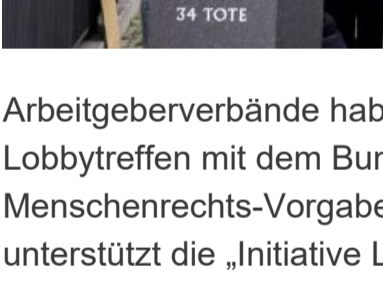 34 TOTE
Arbeitgeberverbände hab
Lobbytreffen mit dem Bur
Menschenrechts-Vorgabe
unterstützt die „Initiative L